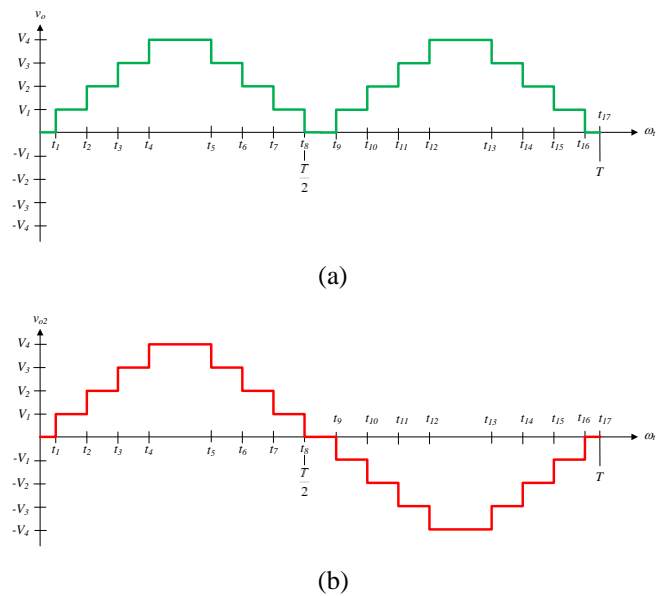 vo
V4
V3
V2
V1
-V1
-V2
-V3
-V4
t1 t2 t3 t4 t5 t6 t7 t8 t9 t10 t11 t12 t13 t14 t15 t16 t17 ωt
T
2
T
(a)
vo2
V4
V3
V2
V1
-V1
-V2
-V3
-V4
t1 t2 t3 t4 t5 t6 t7 t8 t9 t10 t11 t12 t13 t14 t15 t16 t17 ωt
T
2
T
(b)